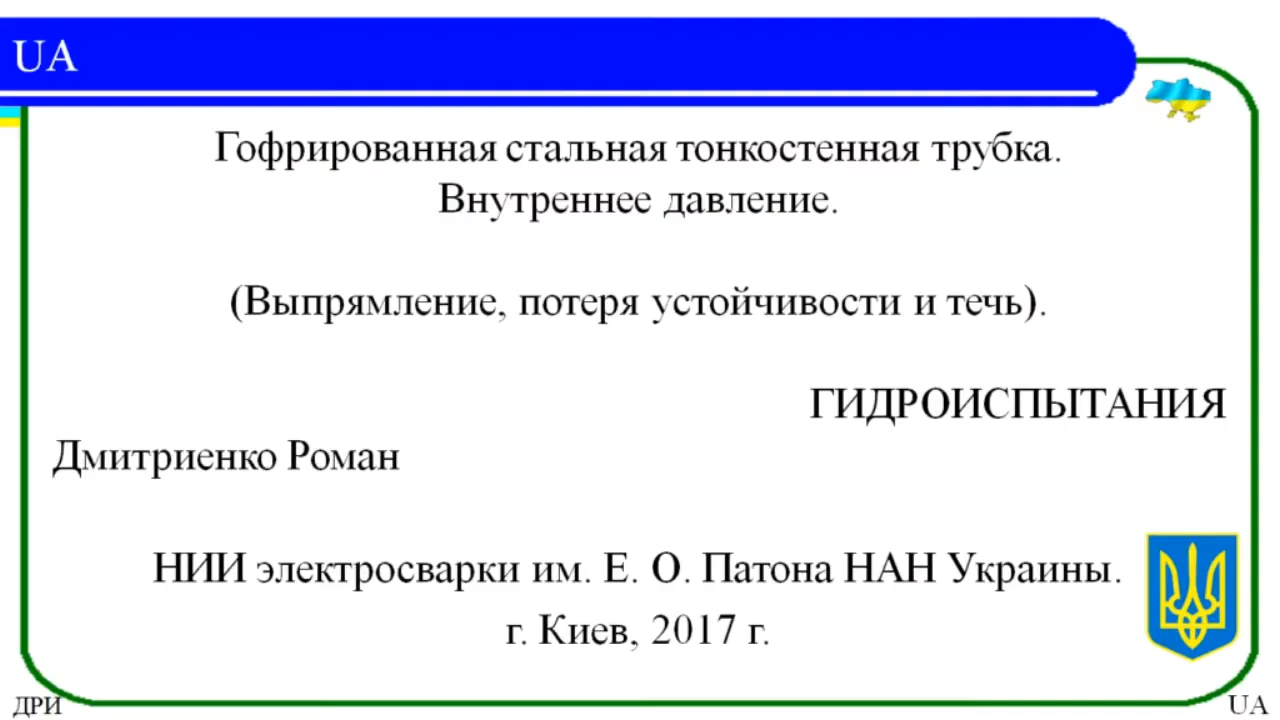 UA
Гофрированная стальная тонкостенная трубка.
Внутреннее давление.
(Выпрямление, потеря устойчивости и течь).
ГИДРОИСПЫТАНИЯ
Дмитриенко Роман
НИИ электросварки им. Е. О. Патона НАН Украины.
г. Киев, 2017 г.
ДРИ
UA